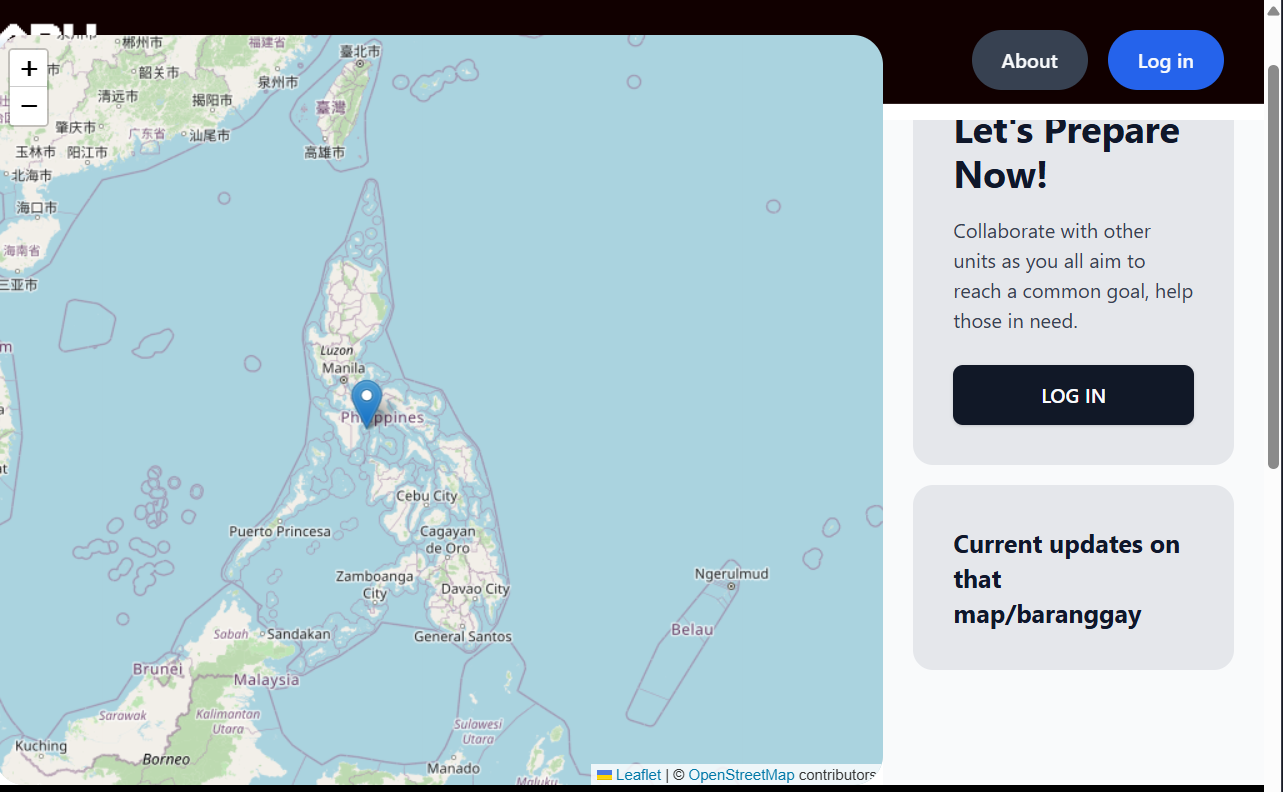 About
Log in
+
−
郴州市
福建省
臺北市
韶关市
泉州市
清远市
揭阳市
臺灣
肇庆市
广东省
汕尾市
玉林市
阳江市
高雄市
北海市
海口市
海南省
三亚市
Luzon
Manila
Philippines
Cebu City
Puerto Princesa
Cagayan
de Oro
Zamboanga
City
Davao City
Ngerulmud
General Santos
Belau
Sabah
Sandakan
Brunei
Malaysia
Sarawak
Kalimantan
Utara
Sulawesi
Utara
Kuching
Borneo
Manado
Maluku
Leaflet | © OpenStreetMap contributors
Let's Prepare
Now!
Collaborate with other
units as you all aim to
reach a common goal, help
those in need.
LOG IN
Current updates on
that
map/baranggay